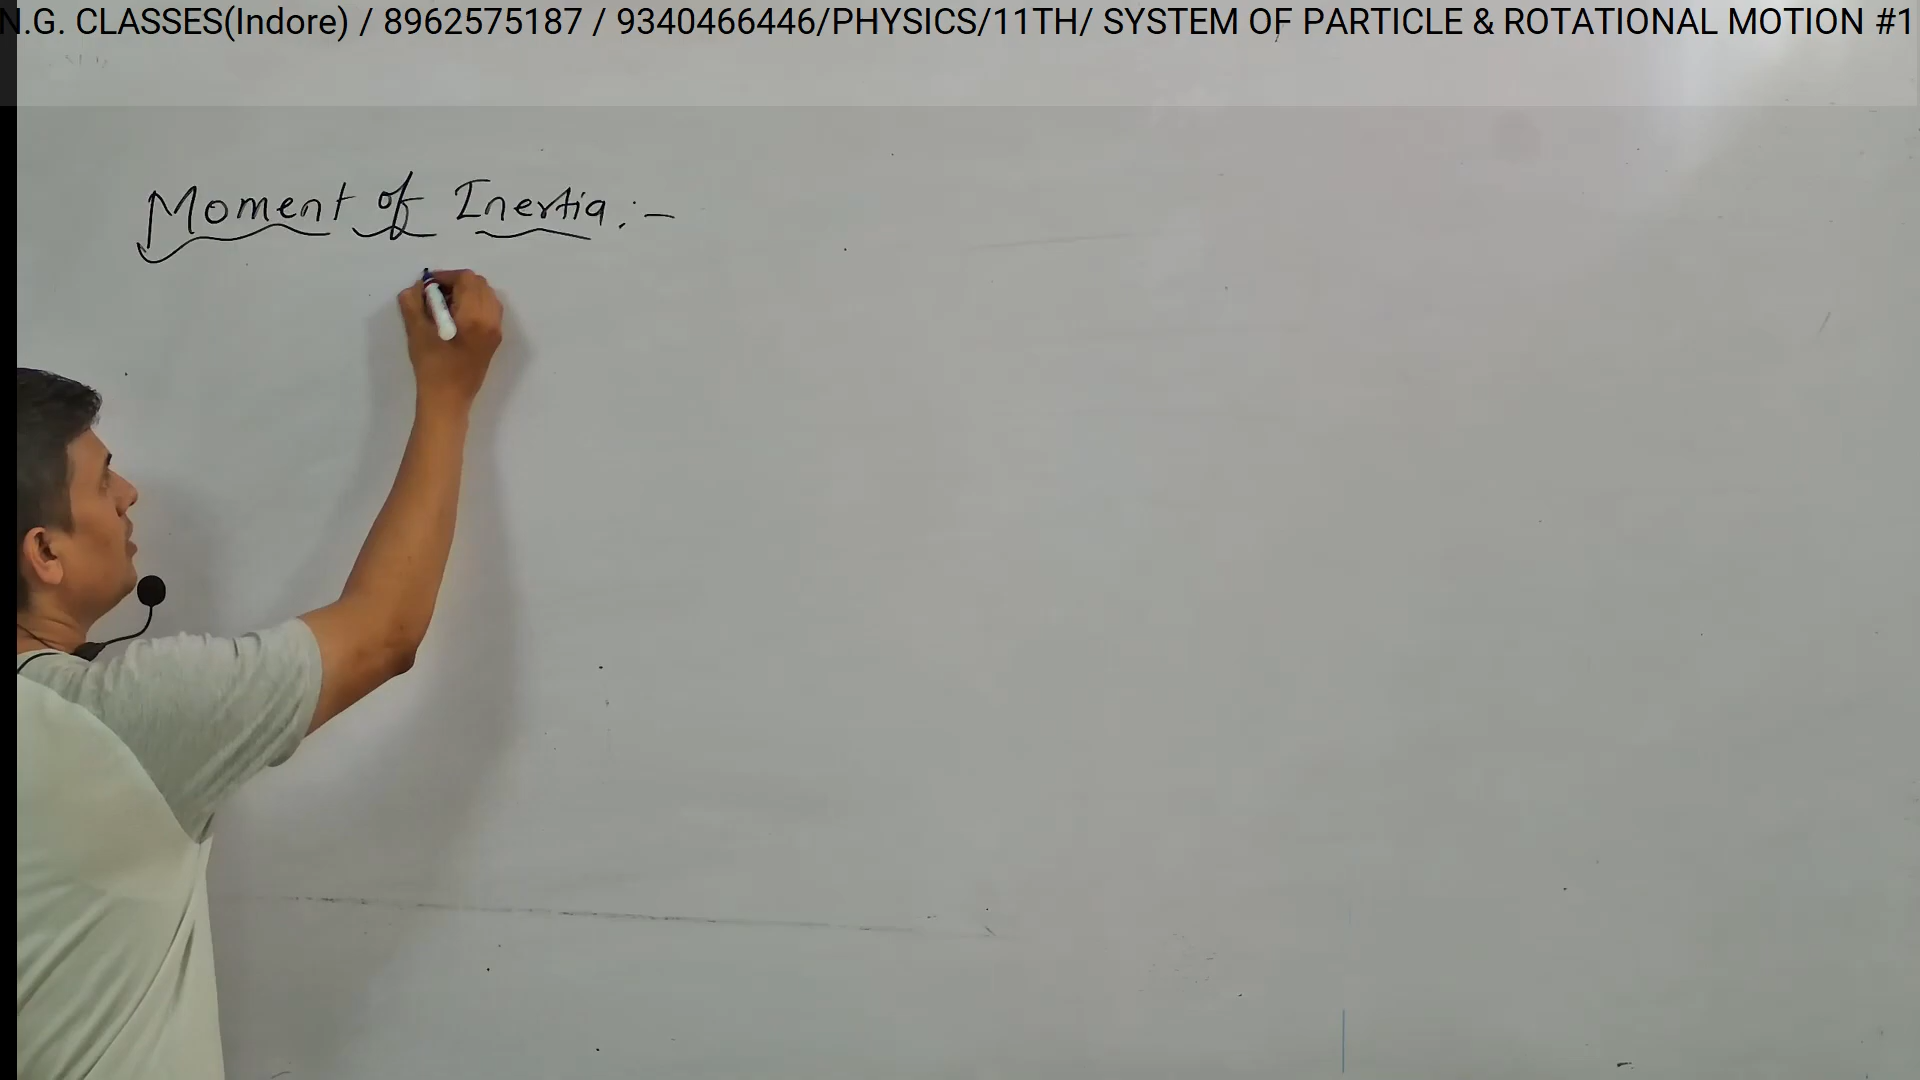 N.G. CLASSES(Indore) / 8962575187 / 9340466446/PHYSICS/11TH/ SYSTEM OF PARTICLE & ROTATIONAL MOTION #1
Moment of Inertia :-